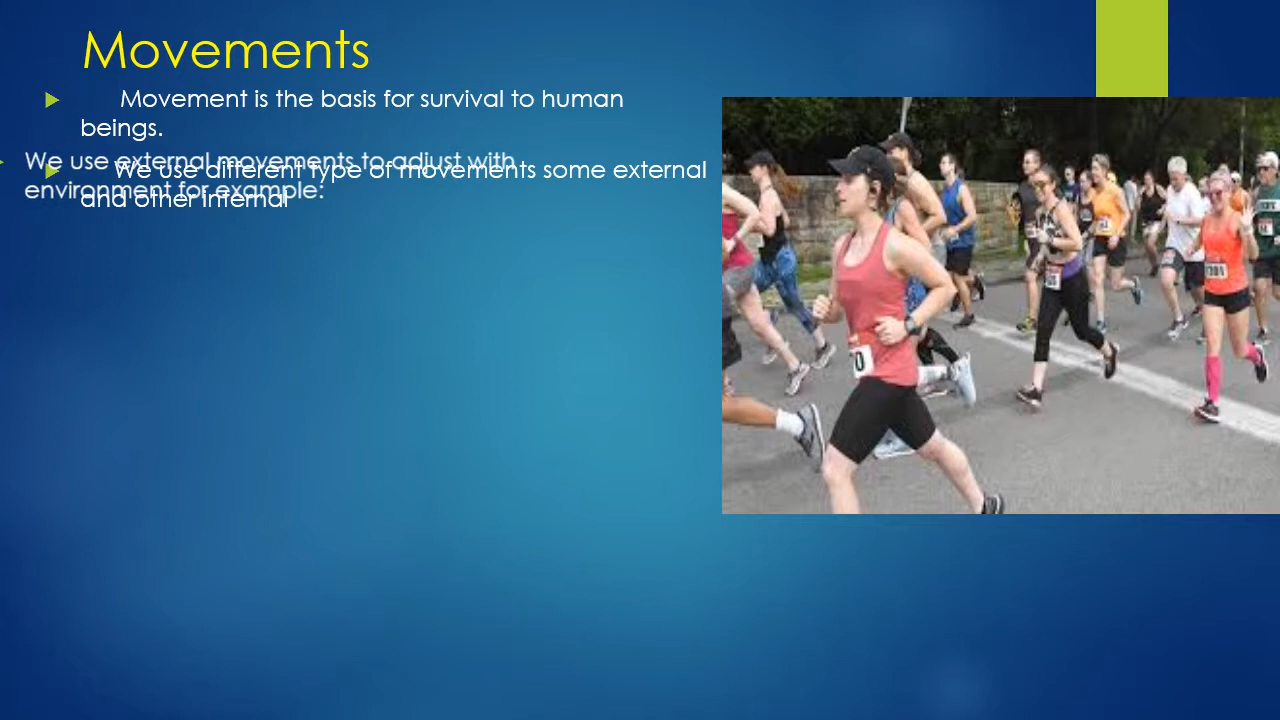 Movements
Movement is the basis for survival to human
beings.
We use external movements to adjust with
environment for example:
We use different type of movements some external
and other internal